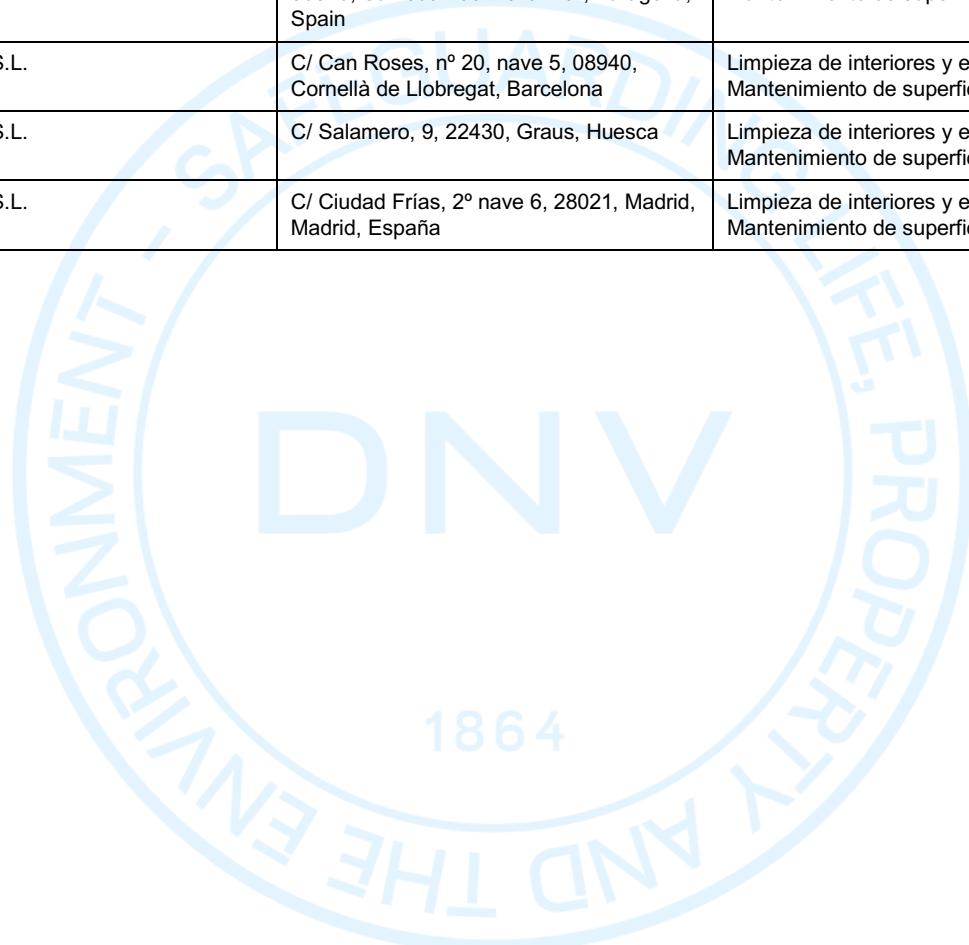 Spain
S.L.
C/ Can Roses, nº 20, nave 5, 08940,
Cornellà de Llobregat, Barcelona
Limpieza de interiores y e
Mantenimiento de superfi
S.L.
C/ Salamero, 9, 22430, Graus, Huesca
Limpieza de interiores y e
Mantenimiento de superfi
S.L.
C/ Ciudad Frías, 2º nave 6, 28021, Madrid,
Madrid, España
Limpieza de interiores y e
Mantenimiento de superfi
SAFEGUARDING LIFE, PROPERTY AND THE ENVIRONMENT -
DNV
1864